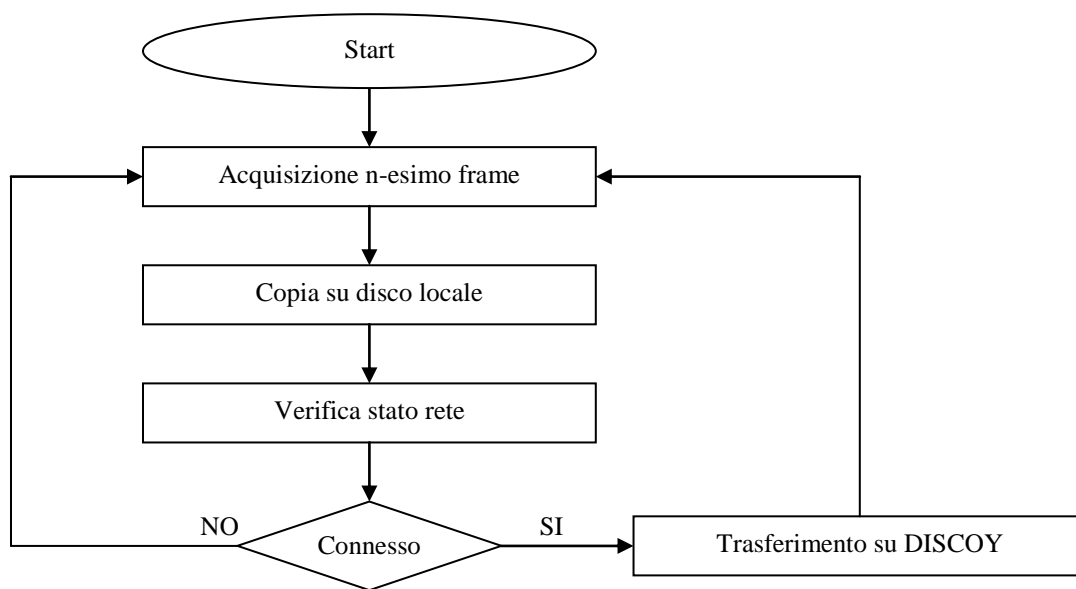 Start
Acquisizione n-esimo frame
Copia su disco locale
Verifica stato rete
NO
Connesso
SI
Trasferimento su DISCOY